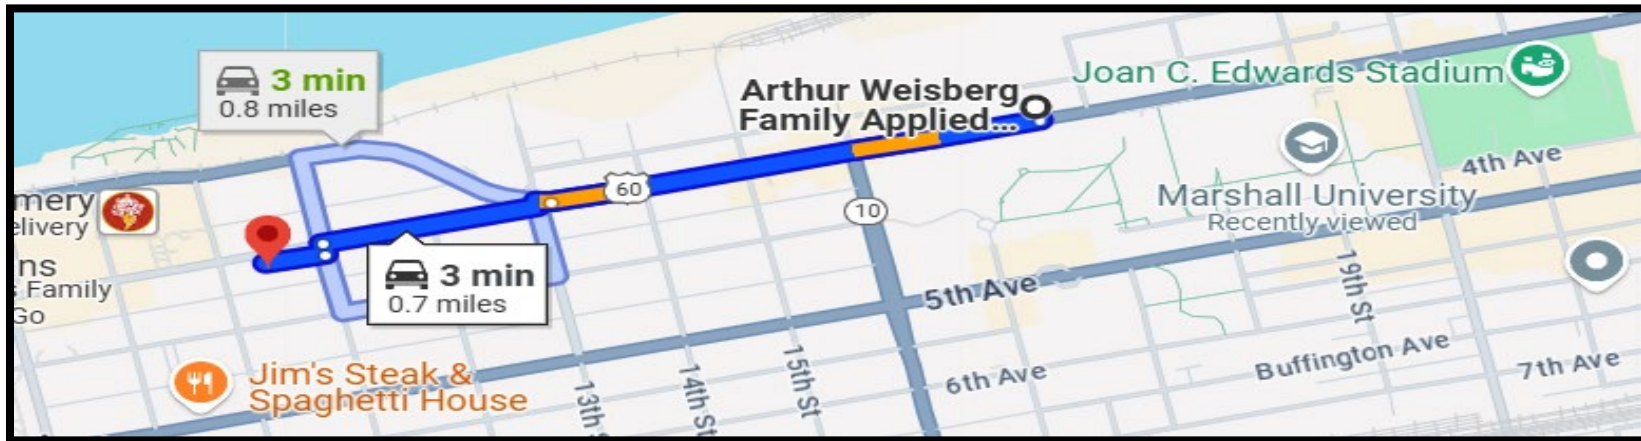 3 min
0.8 miles
Arthur Weisberg
Family Applied...
Joan C. Edwards Stadium
60
10
4th Ave
Marshall University
Recently viewed
mery
elivery
ns
s Family
Go
3 min
0.7 miles
5th Ave
19th St
Jim's Steak &
Spaghetti House
13th S
14th St
15th St
6th Ave
Buffington Ave
7th Ave